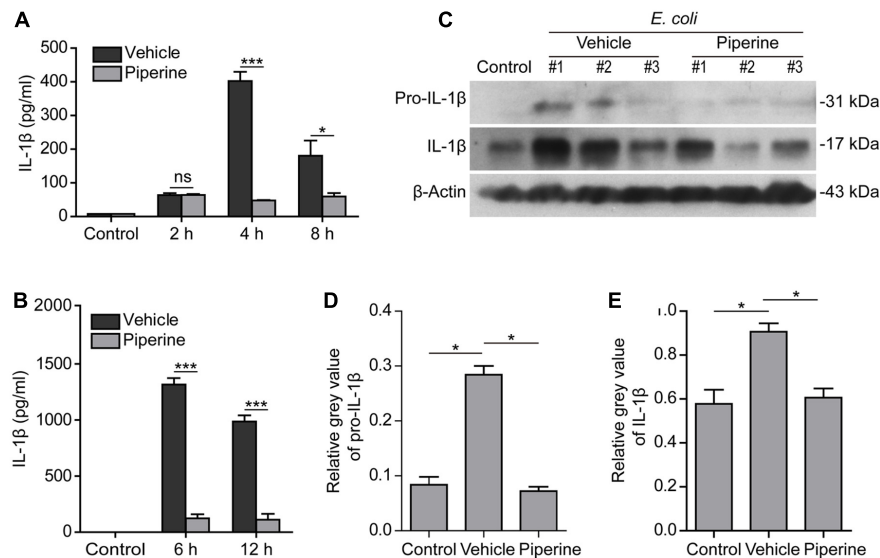 A
500
400
300
200
100
0
IL-1β (pg/ml)
Vehicle
Piperine
ns
***
*
Control 2 h 4 h 8 h
B
2000
1500
1000
500
0
IL-1β (pg/ml)
Vehicle
Piperine
***
***
Control 6 h 12 h
C
E. coli
Vehicle Piperine
Control #1 #2 #3 #1 #2 #3
Pro-IL-1β -31 kDa
IL-1β -17 kDa
β-Actin -43 kDa
D
0.4
0.3
0.2
0.1
0.0
Relative grey value
of pro-IL-1β
* *
Control Vehicle Piperine
E
1.0
0.8
0.6
0.4
0.2
0.0
Relative grey value
of IL-1β
* *
Control Vehicle Piperine